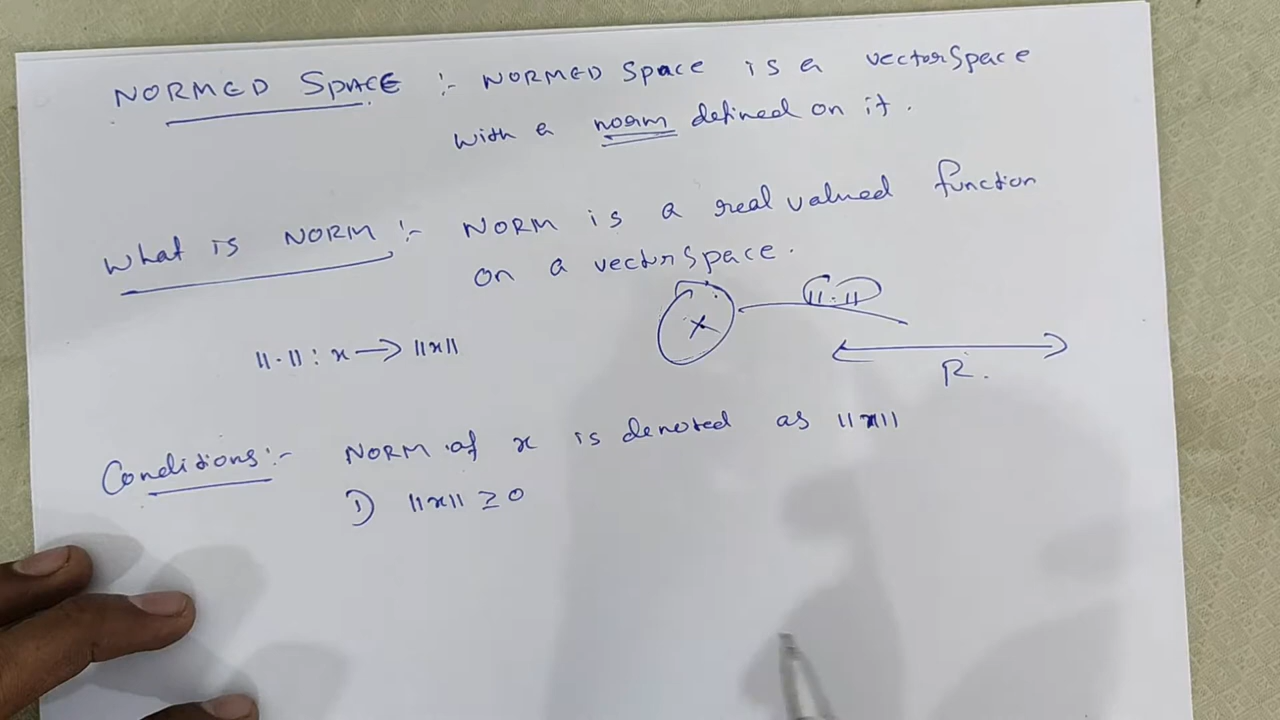 NORMED SPACE :- NORMED Space is a vectorspace
with a norm defined on it.
What is NORM :- NORM is a real valued function
on a vectorspace.
||·||
X
||·|| : x → ||x||
R.
Conditions:- NORM of x is denoted as ||x||
1) ||x|| ≥ 0